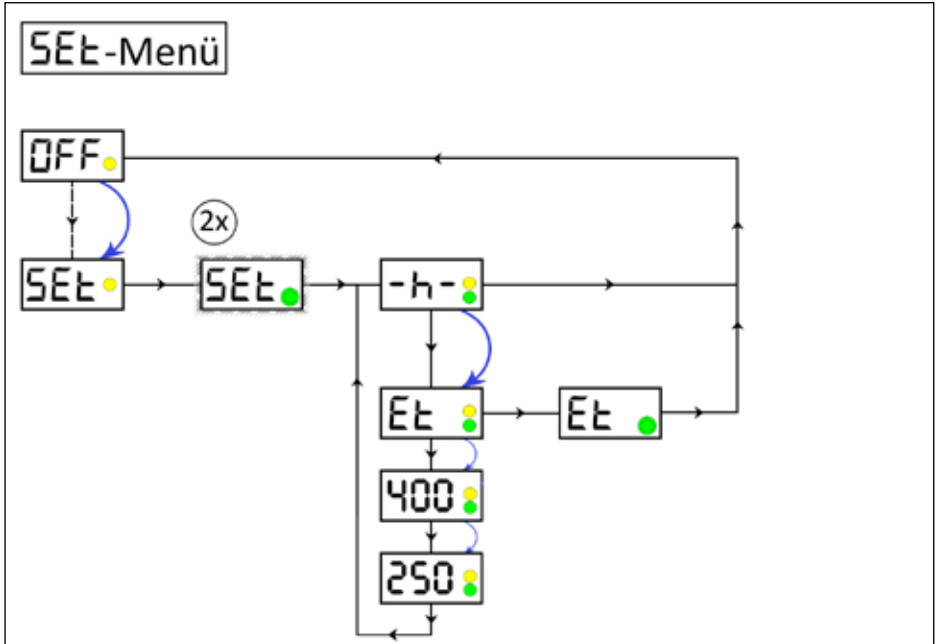 SEt-Menü
OFF
2x
SEt
SEt
-h-
Et
Et
400
250